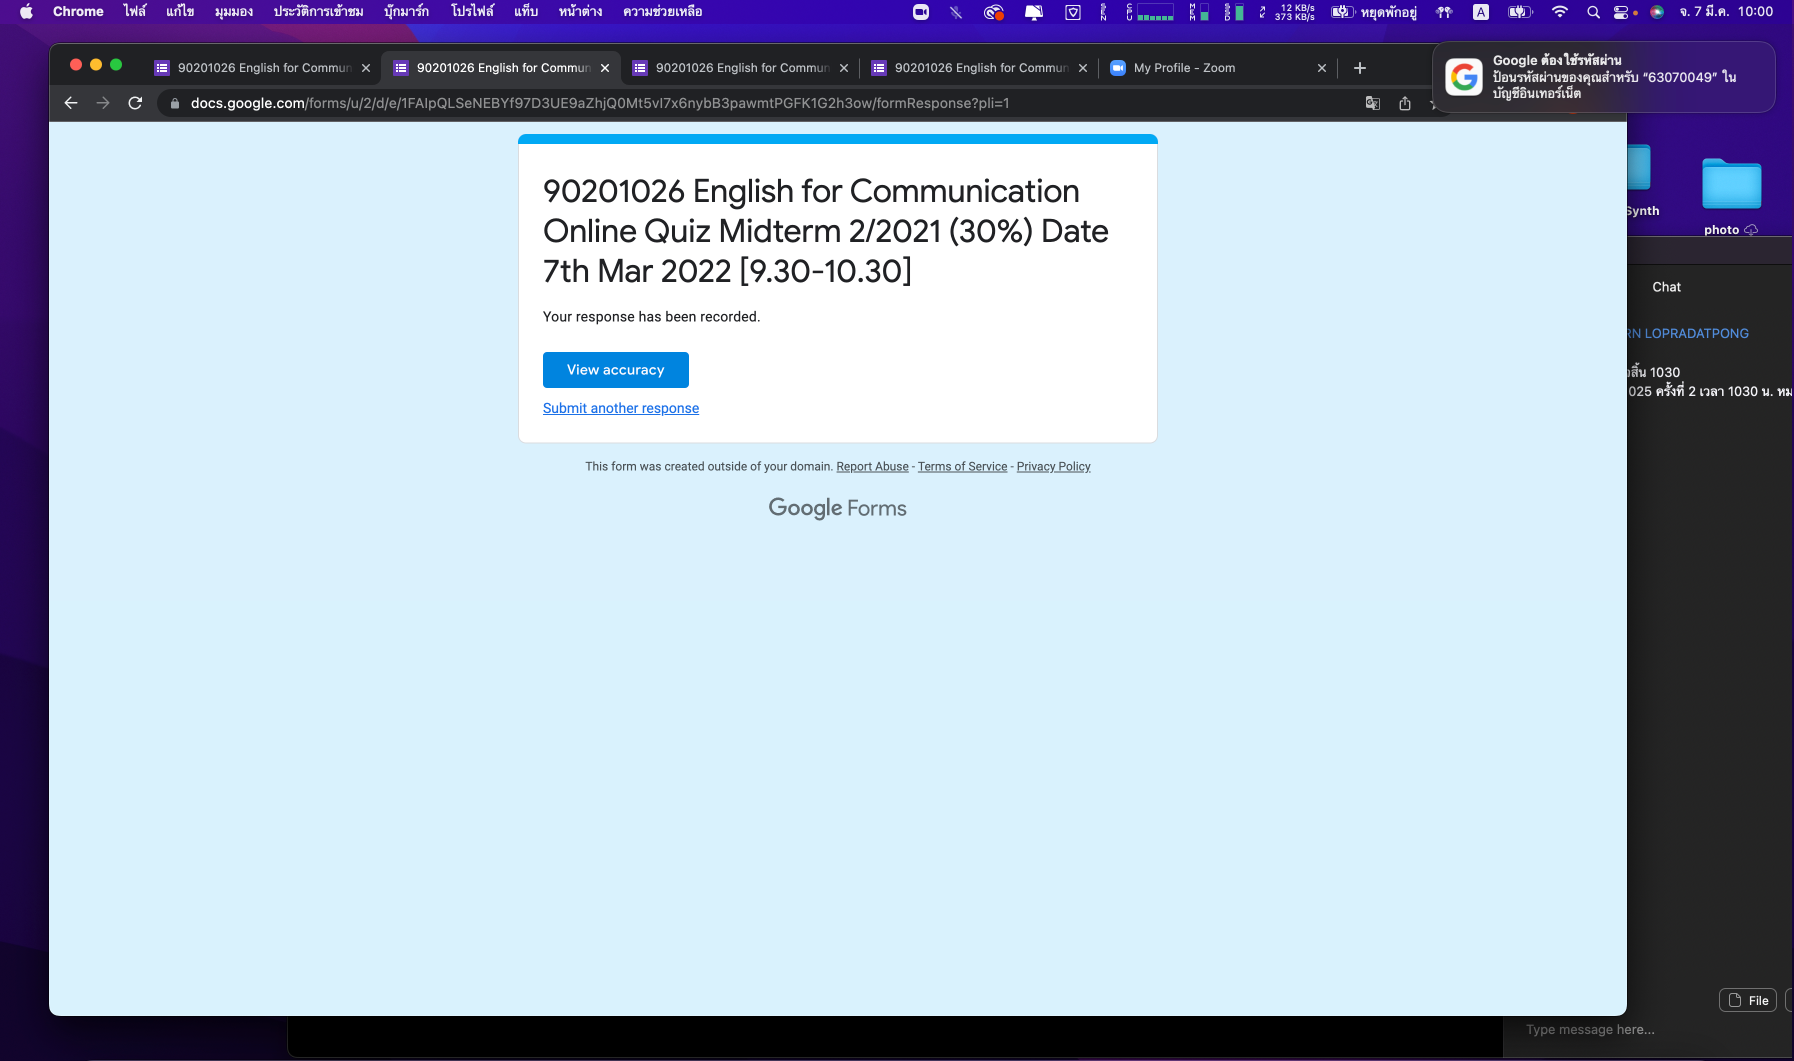 Chrome ไฟล์ แก้ไข มุมมอง ประวัติการเข้าชม บุ๊กมาร์ก โปรไฟล์ แท็บ หน้าต่าง ความช่วยเหลือ
SEN CPU MEM SSD 12 KB/s 373 KB/s หยุดพักอยู่ A จ. 7 มี.ค. 10:00
90201026 English for Commun
90201026 English for Commun
90201026 English for Commun
90201026 English for Commun
My Profile - Zoom
docs.google.com/forms/u/2/d/e/1FAIpQLSeNEBYf97D3UE9aZhjQ0Mt5vI7x6nybB3pawmtPGFK1G2h3ow/formResponse?pli=1
Google ต้องใช้รหัสผ่าน
ป้อนรหัสผ่านของคุณสำหรับ “63070049” ใน
บัญชีอินเทอร์เน็ต
90201026 English for Communication
Online Quiz Midterm 2/2021 (30%) Date
7th Mar 2022 [9.30-10.30]
Your response has been recorded.
View accuracy
Submit another response
This form was created outside of your domain. Report Abuse - Terms of Service - Privacy Policy
Google Forms
Synth
photo
Chat
RN LOPRADATPONG
สิ้น 1030
025 ครั้งที่ 2 เวลา 1030 น. หม
File
Type message here...